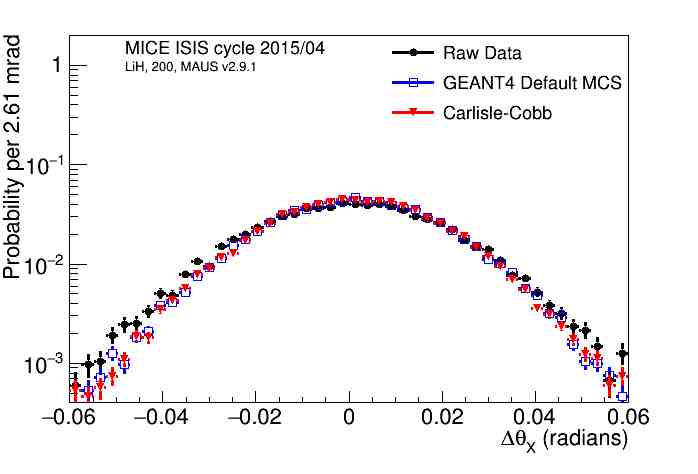 MICE ISIS cycle 2015/04
LiH, 200, MAUS v2.9.1
Raw Data
GEANT4 Default MCS
Carlisle-Cobb
Probability per 2.61 mrad
1
10⁻¹
10⁻²
10⁻³
−0.06 −0.04 −0.02 0 0.02 0.04 0.06
Δθ_X (radians)